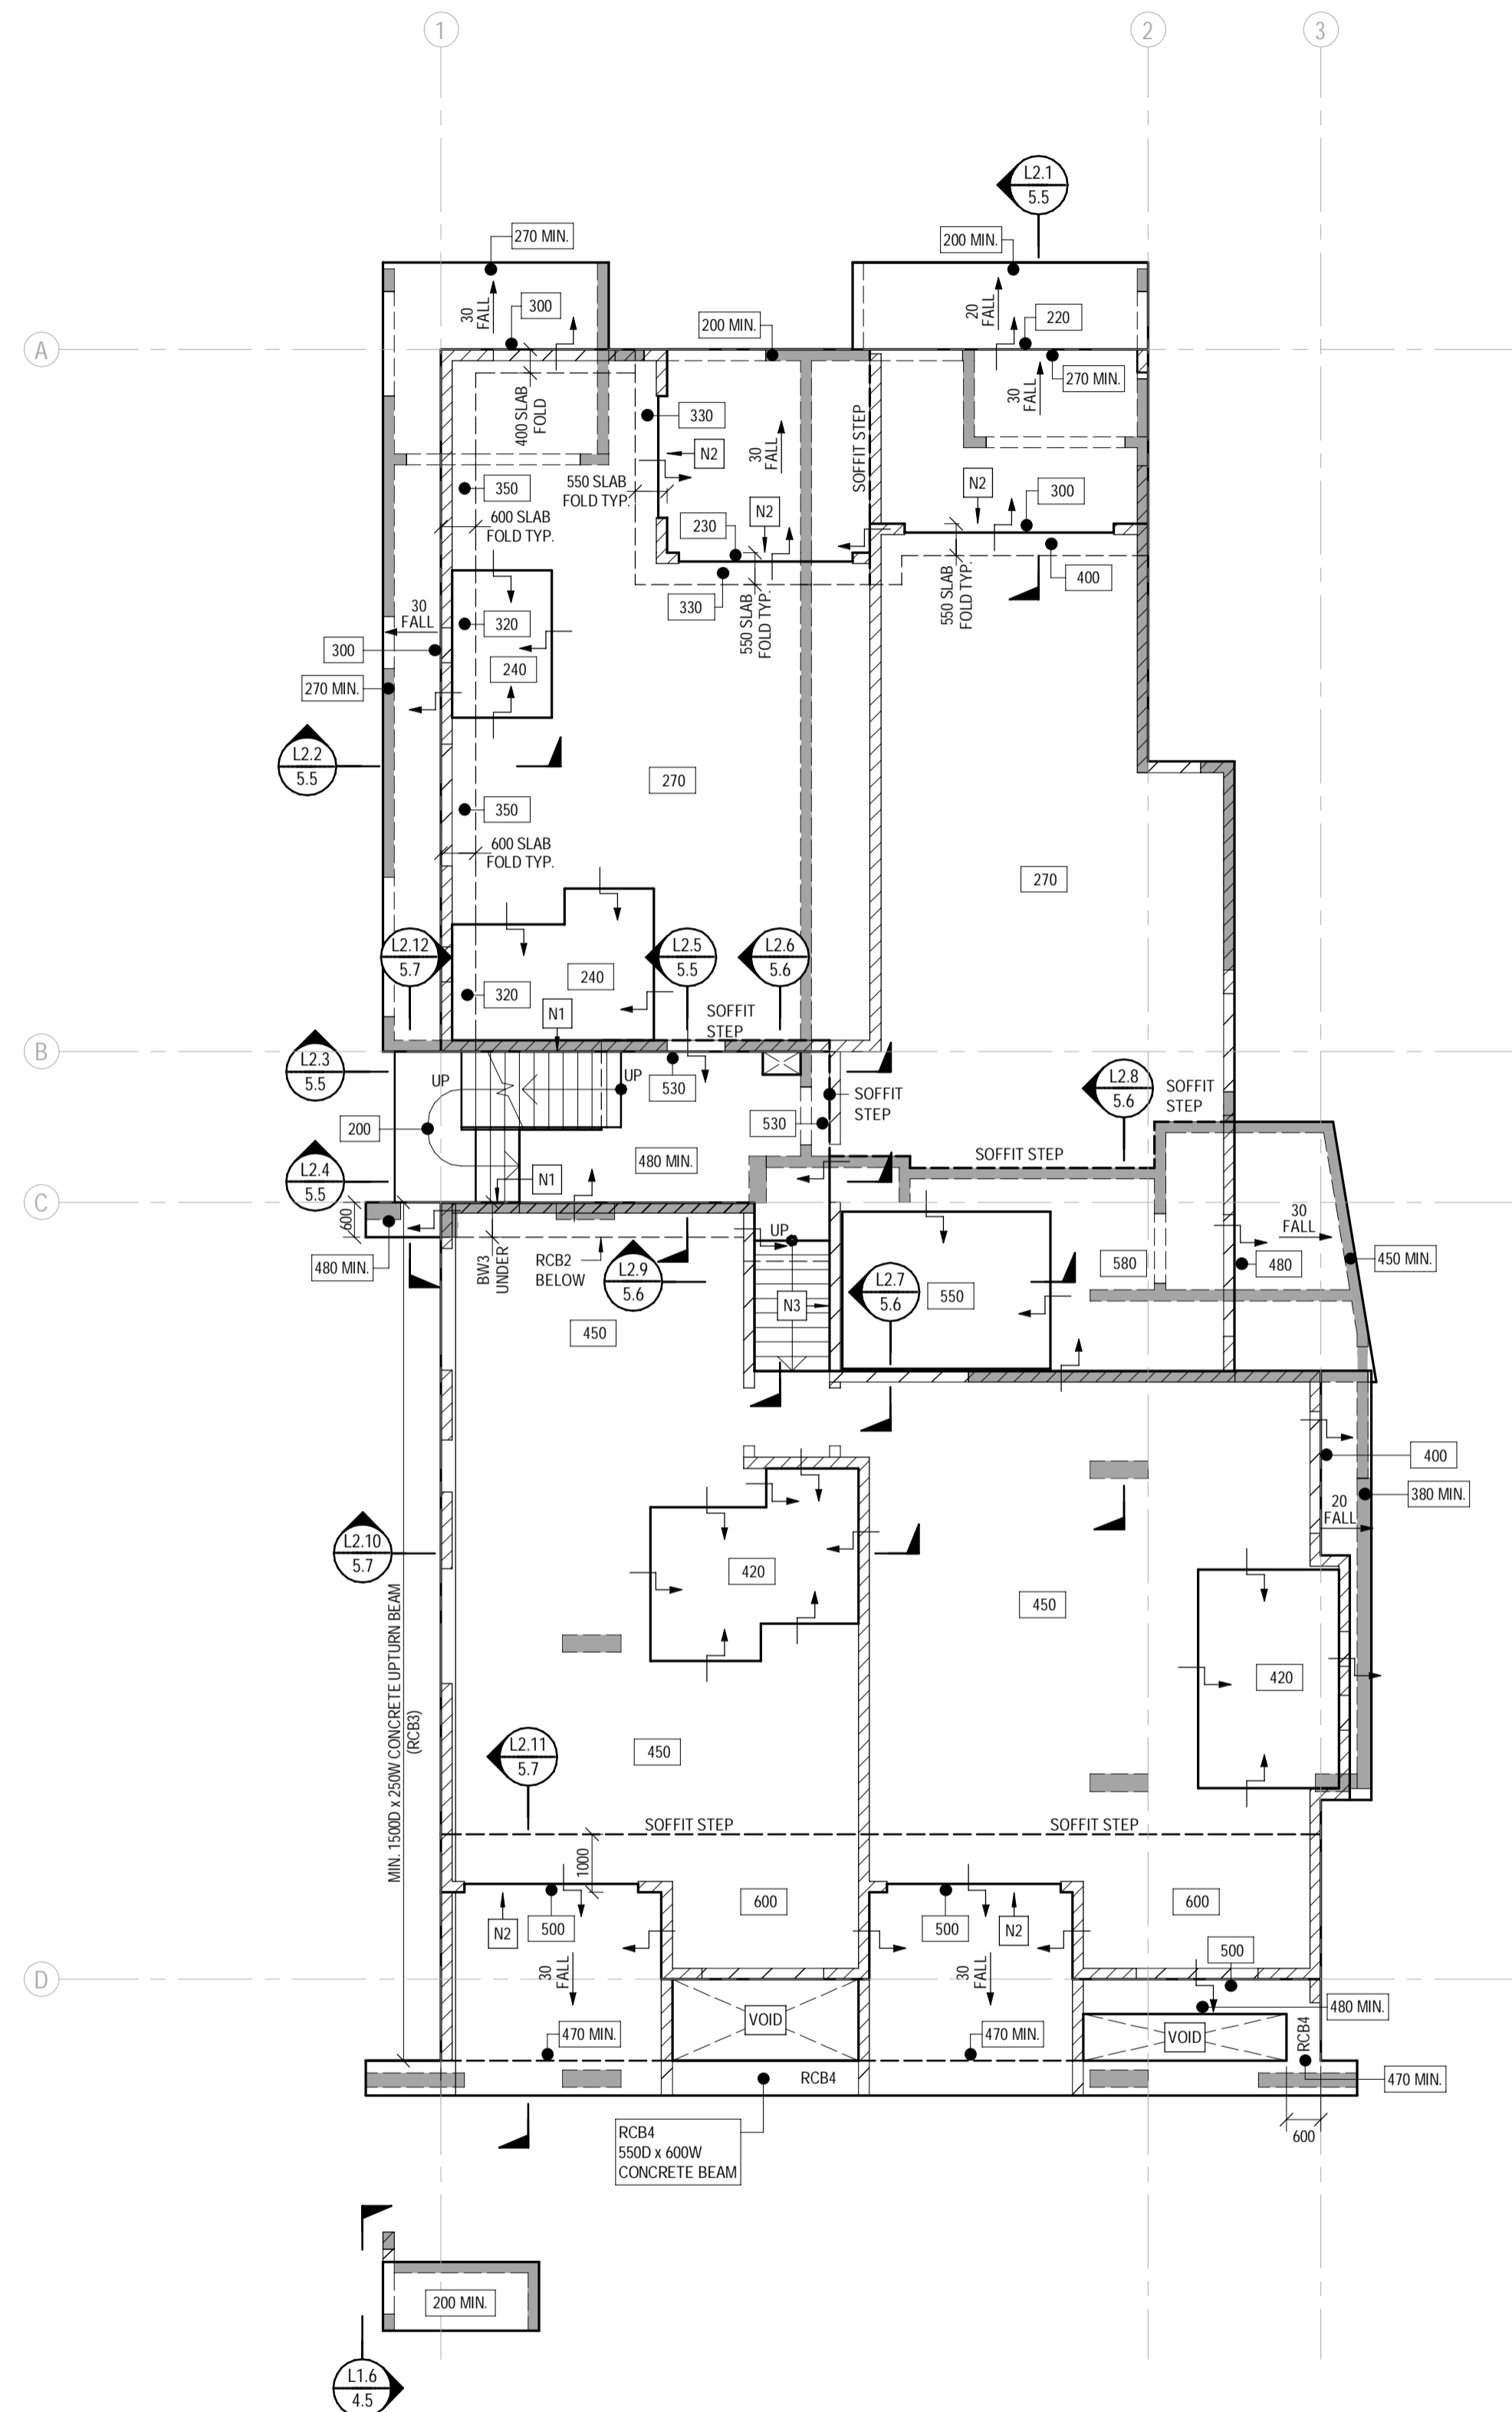 1
2
3
L2.1
5.5
270 MIN.
200 MIN.
30
FALL
300
20
FALL
220
200 MIN.
A
270 MIN.
400 SLAB
FOLD
330
SOFFIT STEP
30
FALL
N2
30
FALL
350
550 SLAB
FOLD TYP.
N2
300
N2
600 SLAB
FOLD TYP.
230
400
330
550 SLAB
FOLD TYP.
550 SLAB
FOLD TYP.
30
FALL
320
300
240
270 MIN.
L2.2
5.5
270
350
600 SLAB
FOLD TYP.
270
L2.12
5.7
L2.5
5.5
L2.6
5.6
240
320
N1
SOFFIT
STEP
B
L2.3
5.5
UP
UP
530
SOFFIT
STEP
L2.8
5.6
SOFFIT
STEP
200
530
480 MIN.
SOFFIT STEP
L2.4
5.5
N1
C
600
UP
30
FALL
480 MIN.
BW3
UNDER
RCB2
BELOW
L2.9
5.6
580
480
450 MIN.
N3
L2.7
5.6
550
450
400
380 MIN.
20
FALL
L2.10
5.7
420
450
MIN. 1500D x 250W CONCRETE UPTURN BEAM
(RCB3)
420
L2.11
5.7
450
SOFFIT STEP
SOFFIT STEP
1000
600
600
N2
500
500
N2
500
D
30
FALL
30
FALL
480 MIN.
VOID
VOID
470 MIN.
470 MIN.
RCB4
RCB4
470 MIN.
RCB4
550D x 600W
CONCRETE BEAM
600
200 MIN.
L1.6
4.5